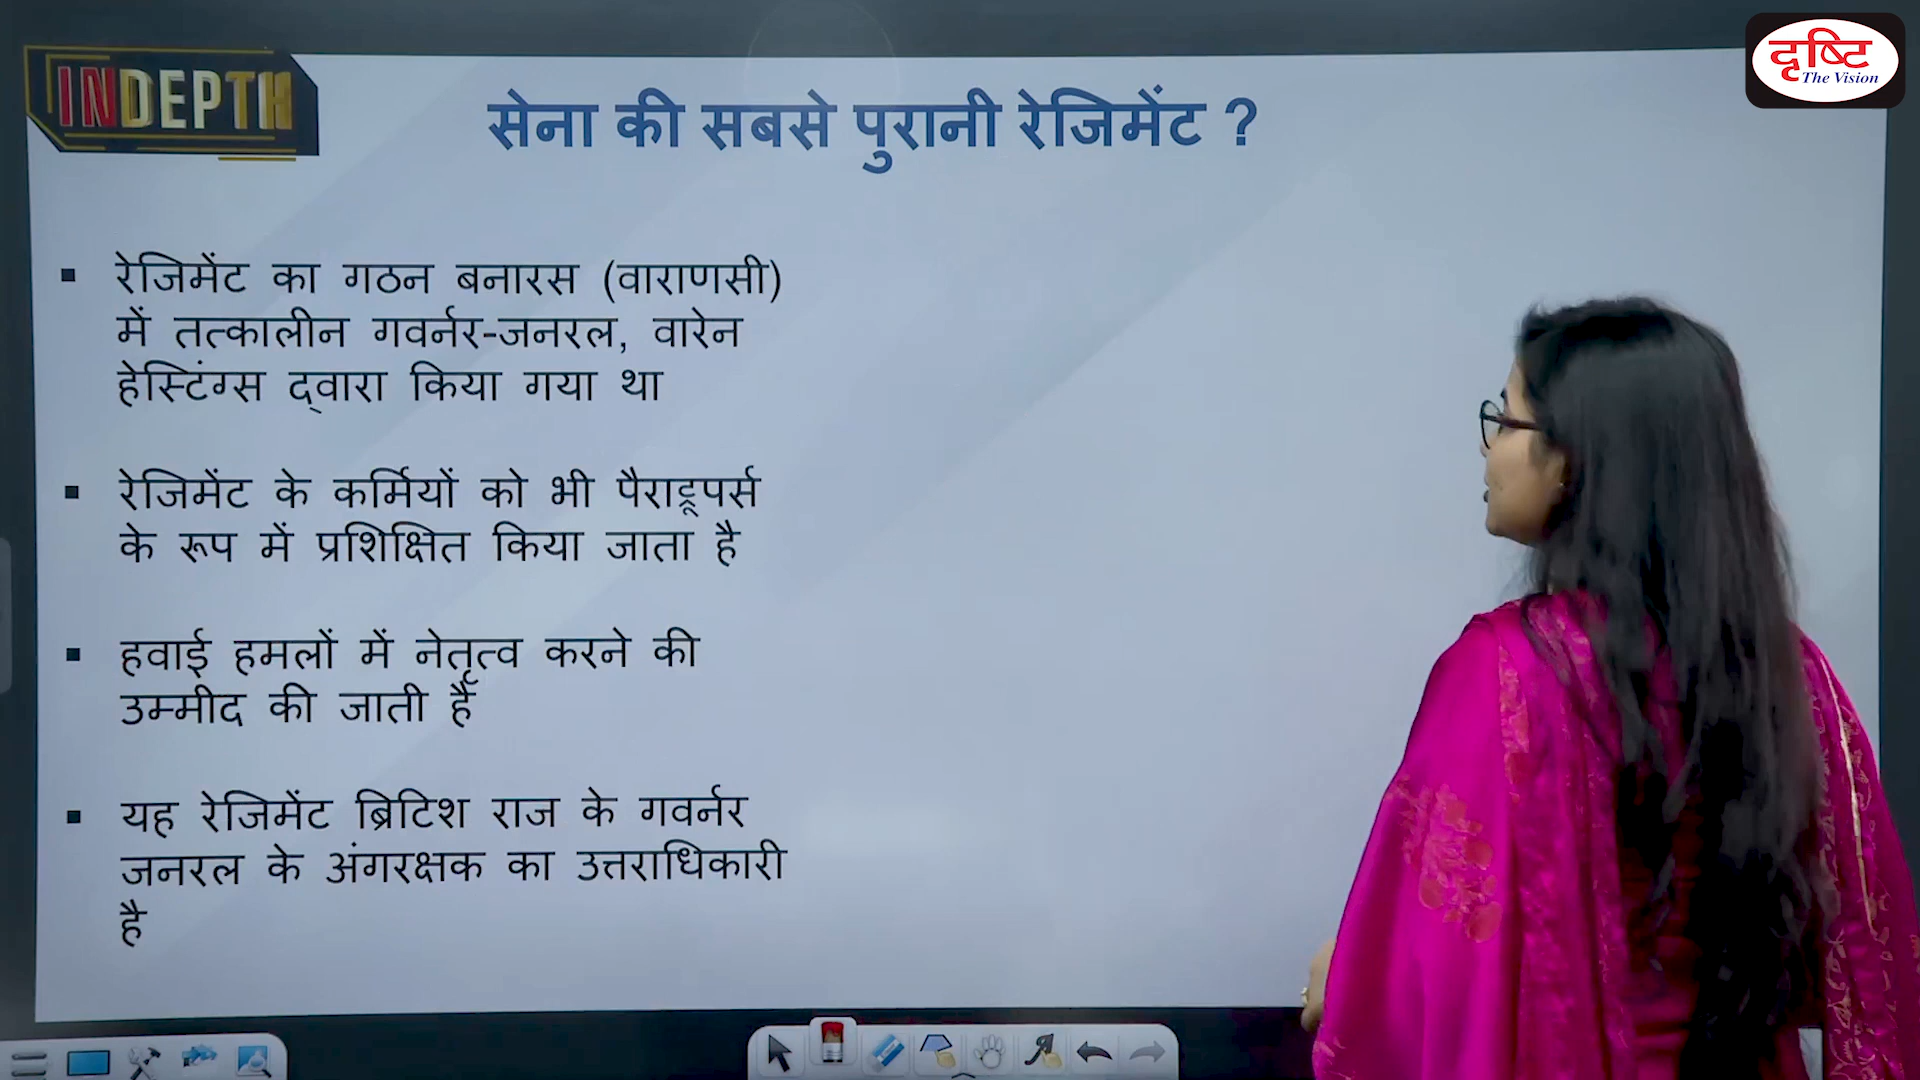 INDEPTH
दृष्टि
The Vision
सेना की सबसे पुरानी रेजिमेंट ?
▪ रेजिमेंट का गठन बनारस (वाराणसी)
में तत्कालीन गवर्नर-जनरल, वारेन
हेस्टिंग्स द्वारा किया गया था
▪ रेजिमेंट के कर्मियों को भी पैराट्रूपर्स
के रूप में प्रशिक्षित किया जाता है
▪ हवाई हमलों में नेतृत्व करने की
उम्मीद की जाती है
▪ यह रेजिमेंट ब्रिटिश राज के गवर्नर
जनरल के अंगरक्षक का उत्तराधिकारी
है